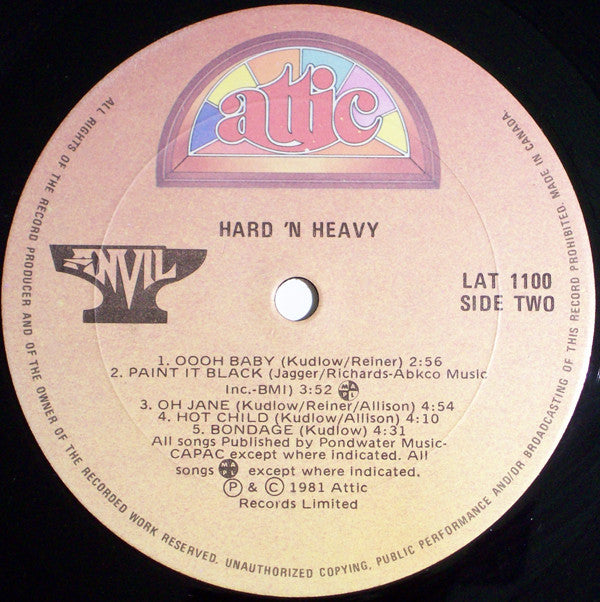 attic
HARD 'N HEAVY
ANVIL
LAT 1100
SIDE TWO
1. OOOH BABY (Kudlow/Reiner) 2:56
2. PAINT IT BLACK (Jagger/Richards-Abkco Music
Inc.-BMI) 3:52 MAPL
3. OH JANE (Kudlow/Reiner/Allison) 4:54
4. HOT CHILD (Kudlow/Allison) 4:10
5. BONDAGE (Kudlow) 4:31
All songs Published by Pondwater Music-
CAPAC except where indicated. All
songs MAPL except where indicated.
Ⓟ & © 1981 Attic
Records Limited
ALL RIGHTS OF THE RECORD PRODUCER AND OF THE OWNER OF THE RECORDED WORK RESERVED. UNAUTHORIZED COPYING, PUBLIC PERFORMANCE AND/OR BROADCASTING OF THIS RECORD PROHIBITED. MADE IN CANADA.